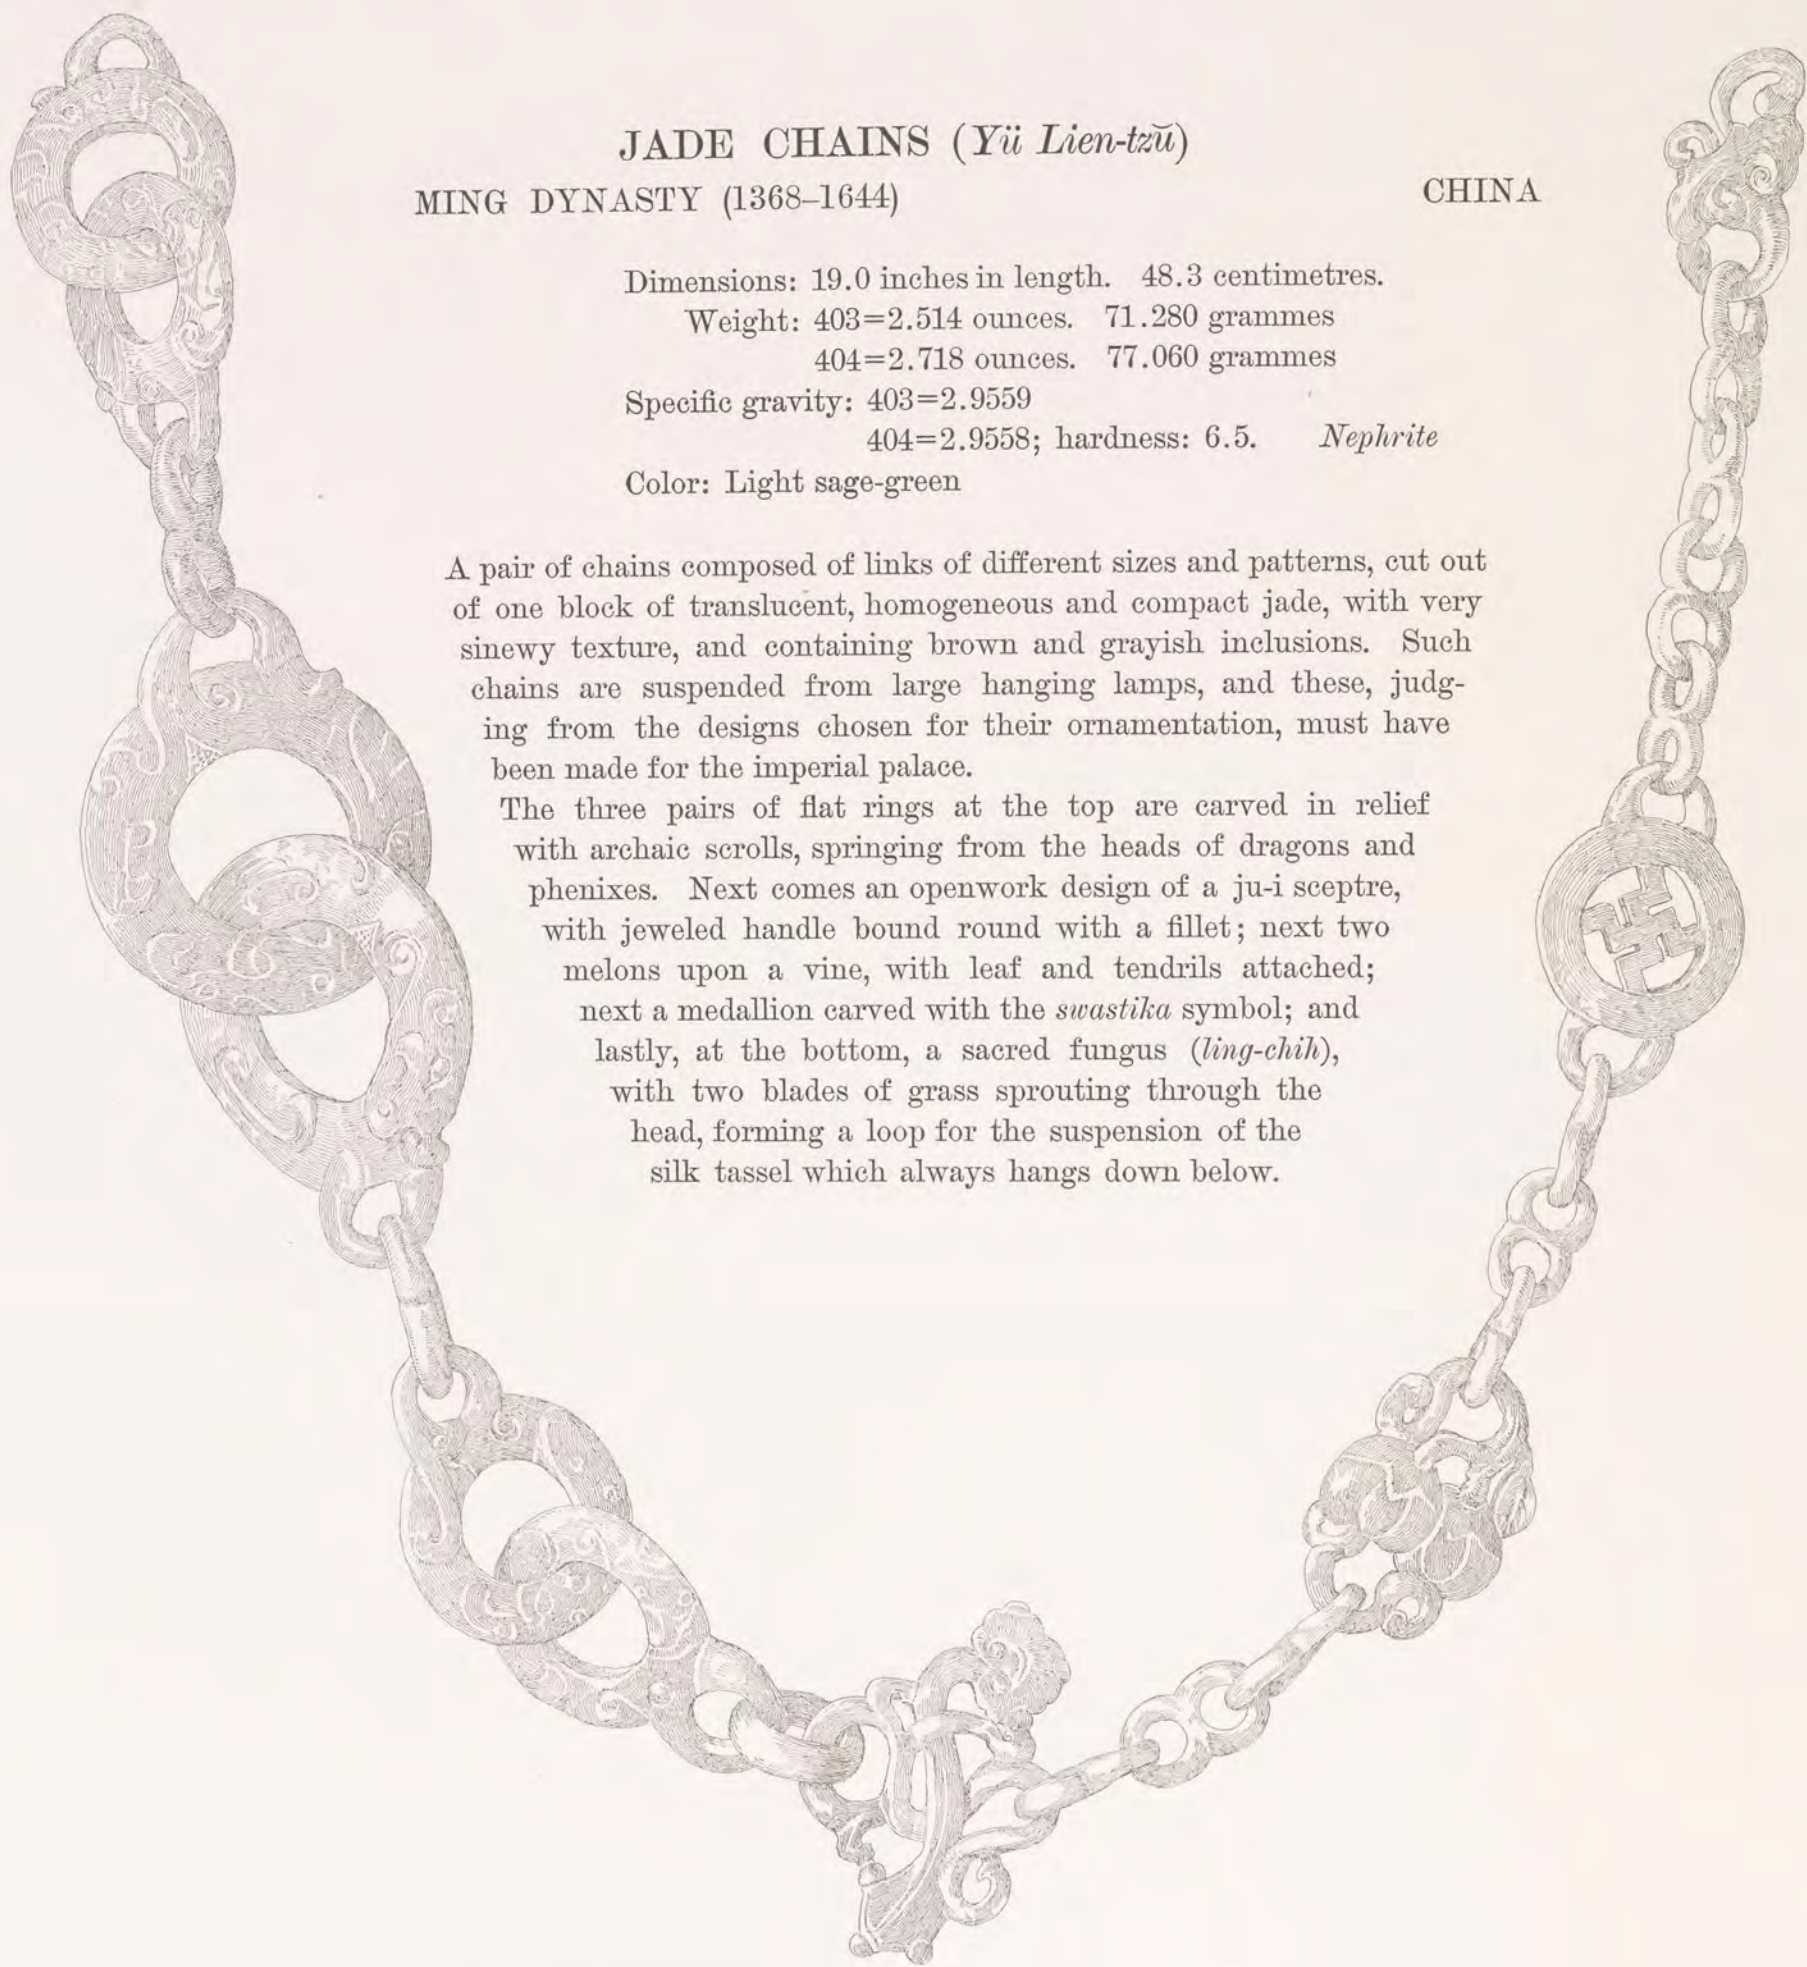 JADE CHAINS (Yü Lien-tzŭ)
MING DYNASTY (1368–1644) CHINA
Dimensions: 19.0 inches in length. 48.3 centimetres.
Weight: 403=2.514 ounces. 71.280 grammes
404=2.718 ounces. 77.060 grammes
Specific gravity: 403=2.9559
404=2.9558; hardness: 6.5. Nephrite
Color: Light sage-green
A pair of chains composed of links of different sizes and patterns, cut out
of one block of translucent, homogeneous and compact jade, with very
sinewy texture, and containing brown and grayish inclusions. Such
chains are suspended from large hanging lamps, and these, judg-
ing from the designs chosen for their ornamentation, must have
been made for the imperial palace.
The three pairs of flat rings at the top are carved in relief
with archaic scrolls, springing from the heads of dragons and
phenixes. Next comes an openwork design of a ju-i sceptre,
with jeweled handle bound round with a fillet; next two
melons upon a vine, with leaf and tendrils attached;
next a medallion carved with the swastika symbol; and
lastly, at the bottom, a sacred fungus (ling-chih),
with two blades of grass sprouting through the
head, forming a loop for the suspension of the
silk tassel which always hangs down below.